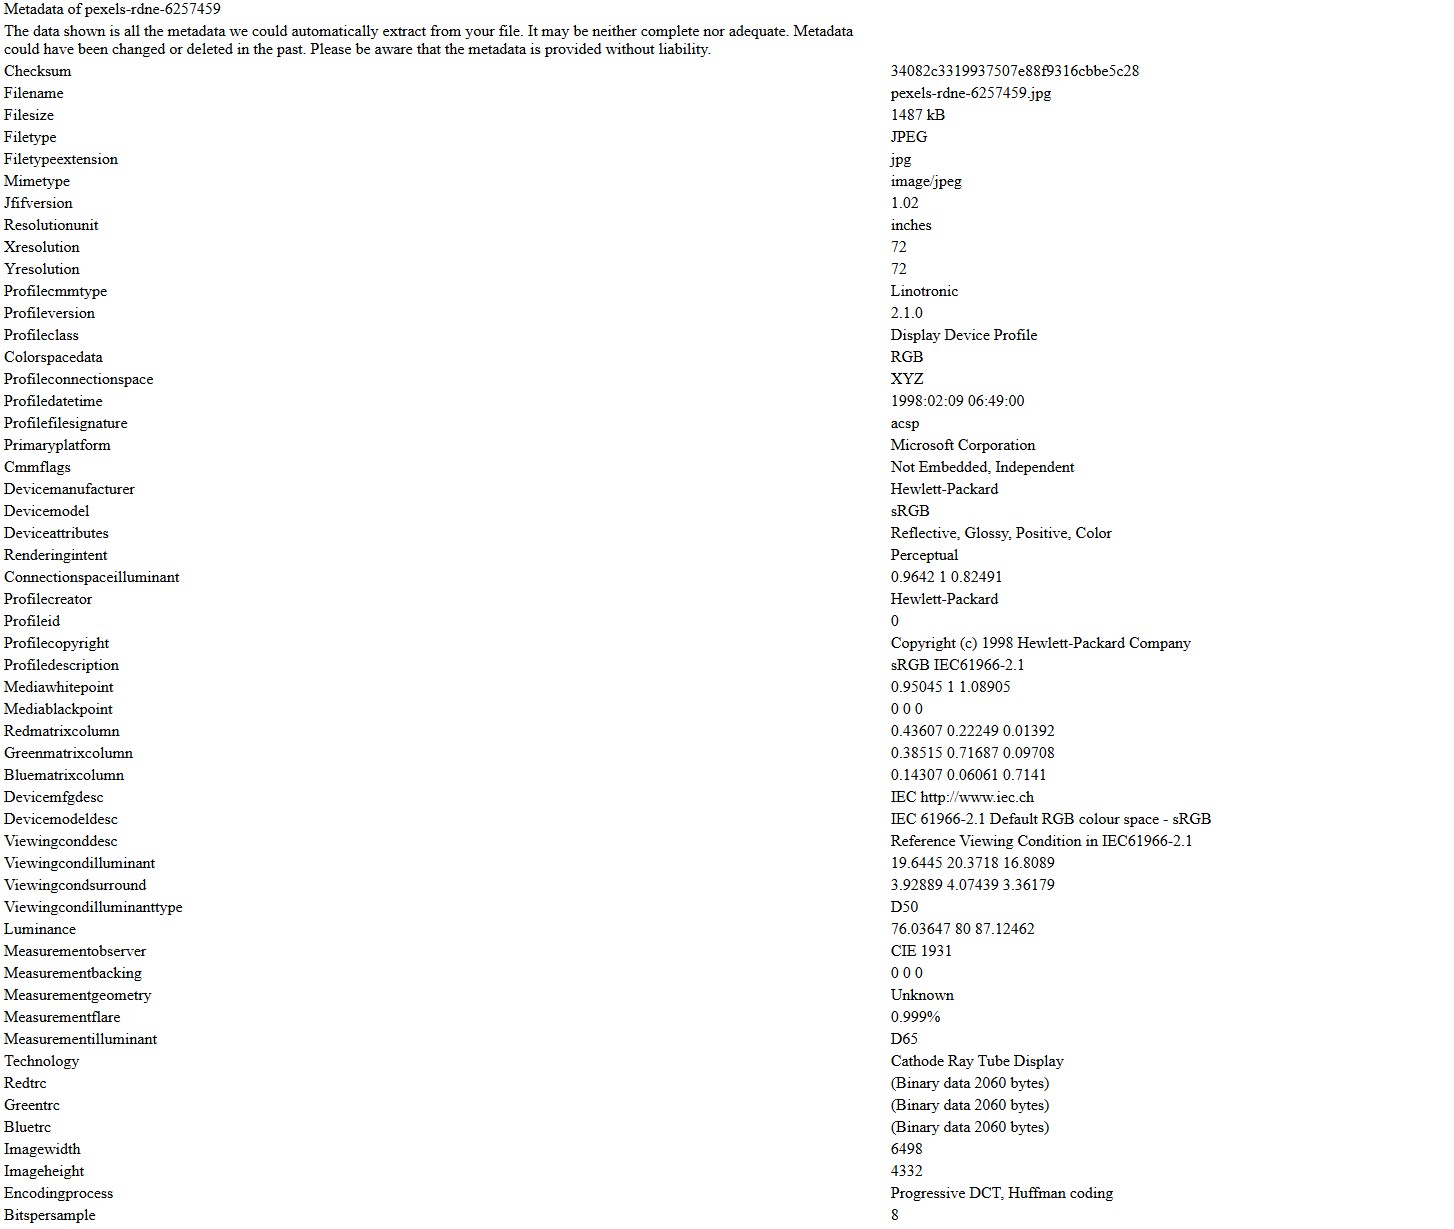 Metadata of pexels-rdne-6257459
The data shown is all the metadata we could automatically extract from your file. It may be neither complete nor adequate. Metadata
could have been changed or deleted in the past. Please be aware that the metadata is provided without liability.
Checksum 34082c3319937507e88f9316cbbe5c28
Filename pexels-rdne-6257459.jpg
Filesize 1487 kB
Filetype JPEG
Filetypeextension jpg
Mimetype image/jpeg
Jfifversion 1.02
Resolutionunit inches
Xresolution 72
Yresolution 72
Profilecmmtype Linotronic
Profileversion 2.1.0
Profileclass Display Device Profile
Colorspacedata RGB
Profileconnectionspace XYZ
Profiledatetime 1998:02:09 06:49:00
Profilefilesignature acsp
Primaryplatform Microsoft Corporation
Cmmflags Not Embedded, Independent
Devicemanufacturer Hewlett-Packard
Devicemodel sRGB
Deviceattributes Reflective, Glossy, Positive, Color
Renderingintent Perceptual
Connectionspaceilluminant 0.9642 1 0.82491
Profilecreator Hewlett-Packard
Profileid 0
Profilecopyright Copyright (c) 1998 Hewlett-Packard Company
Profiledescription sRGB IEC61966-2.1
Mediawhitepoint 0.95045 1 1.08905
Mediablackpoint 0 0 0
Redmatrixcolumn 0.43607 0.22249 0.01392
Greenmatrixcolumn 0.38515 0.71687 0.09708
Bluematrixcolumn 0.14307 0.06061 0.7141
Devicemfgdesc IEC http://www.iec.ch
Devicemodeldesc IEC 61966-2.1 Default RGB colour space - sRGB
Viewingconddesc Reference Viewing Condition in IEC61966-2.1
Viewingcondilluminant 19.6445 20.3718 16.8089
Viewingcondsurround 3.92889 4.07439 3.36179
Viewingcondilluminanttype D50
Luminance 76.03647 80 87.12462
Measurementobserver CIE 1931
Measurementbacking 0 0 0
Measurementgeometry Unknown
Measurementflare 0.999%
Measurementilluminant D65
Technology Cathode Ray Tube Display
Redtrc (Binary data 2060 bytes)
Greentrc (Binary data 2060 bytes)
Bluetrc (Binary data 2060 bytes)
Imagewidth 6498
Imageheight 4332
Encodingprocess Progressive DCT, Huffman coding
Bitspersample 8